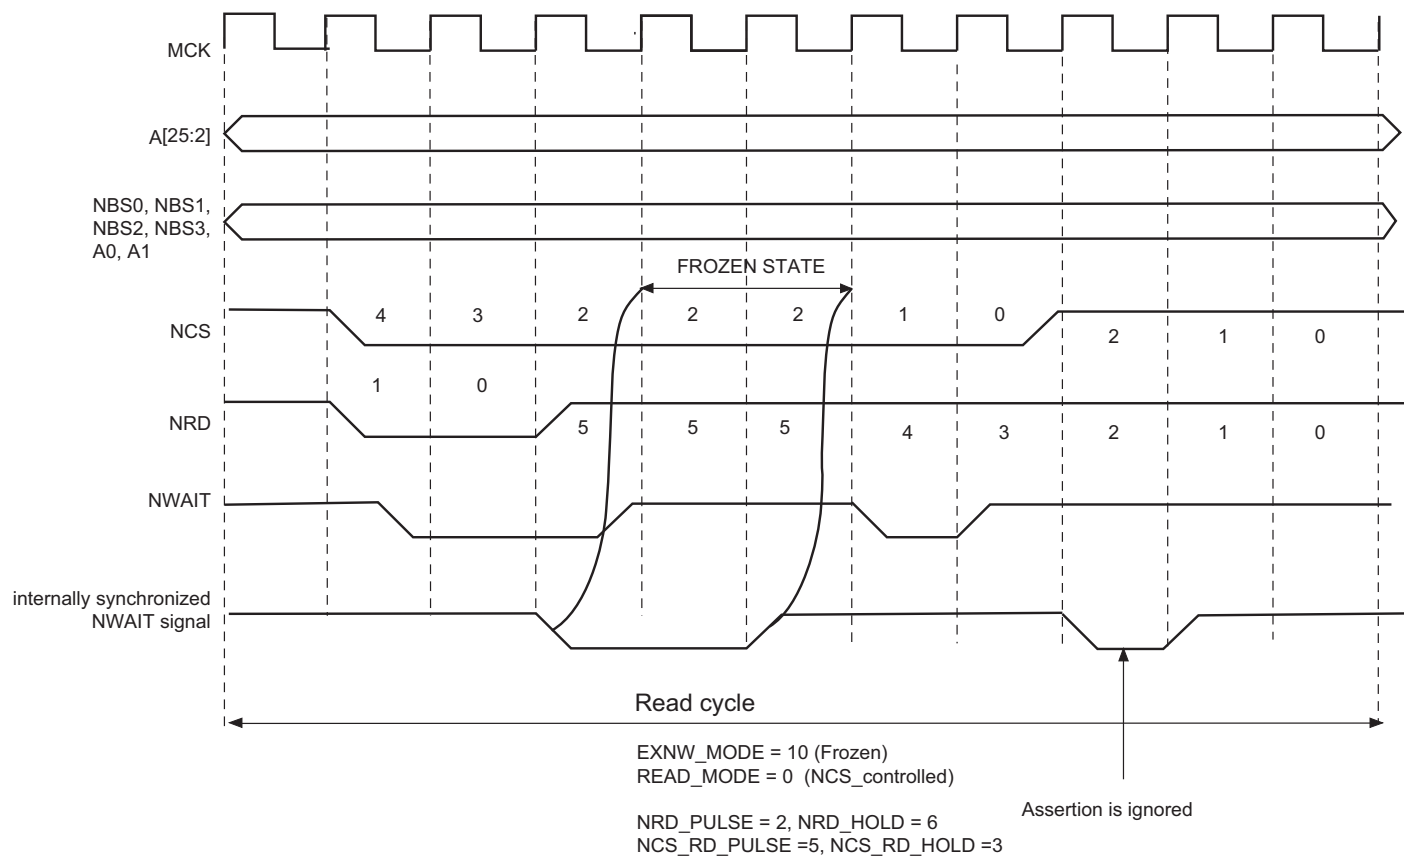 MCK
A[25:2]
NBS0, NBS1,
NBS2, NBS3,
A0, A1
FROZEN STATE
NCS
4 3 2 2 2 1 0
2 1 0
1 0
NRD
5 5 5 4 3 2 1 0
NWAIT
internally synchronized
NWAIT signal
Read cycle
EXNW_MODE = 10 (Frozen)
READ_MODE = 0 (NCS_controlled)
Assertion is ignored
NRD_PULSE = 2, NRD_HOLD = 6
NCS_RD_PULSE =5, NCS_RD_HOLD =3